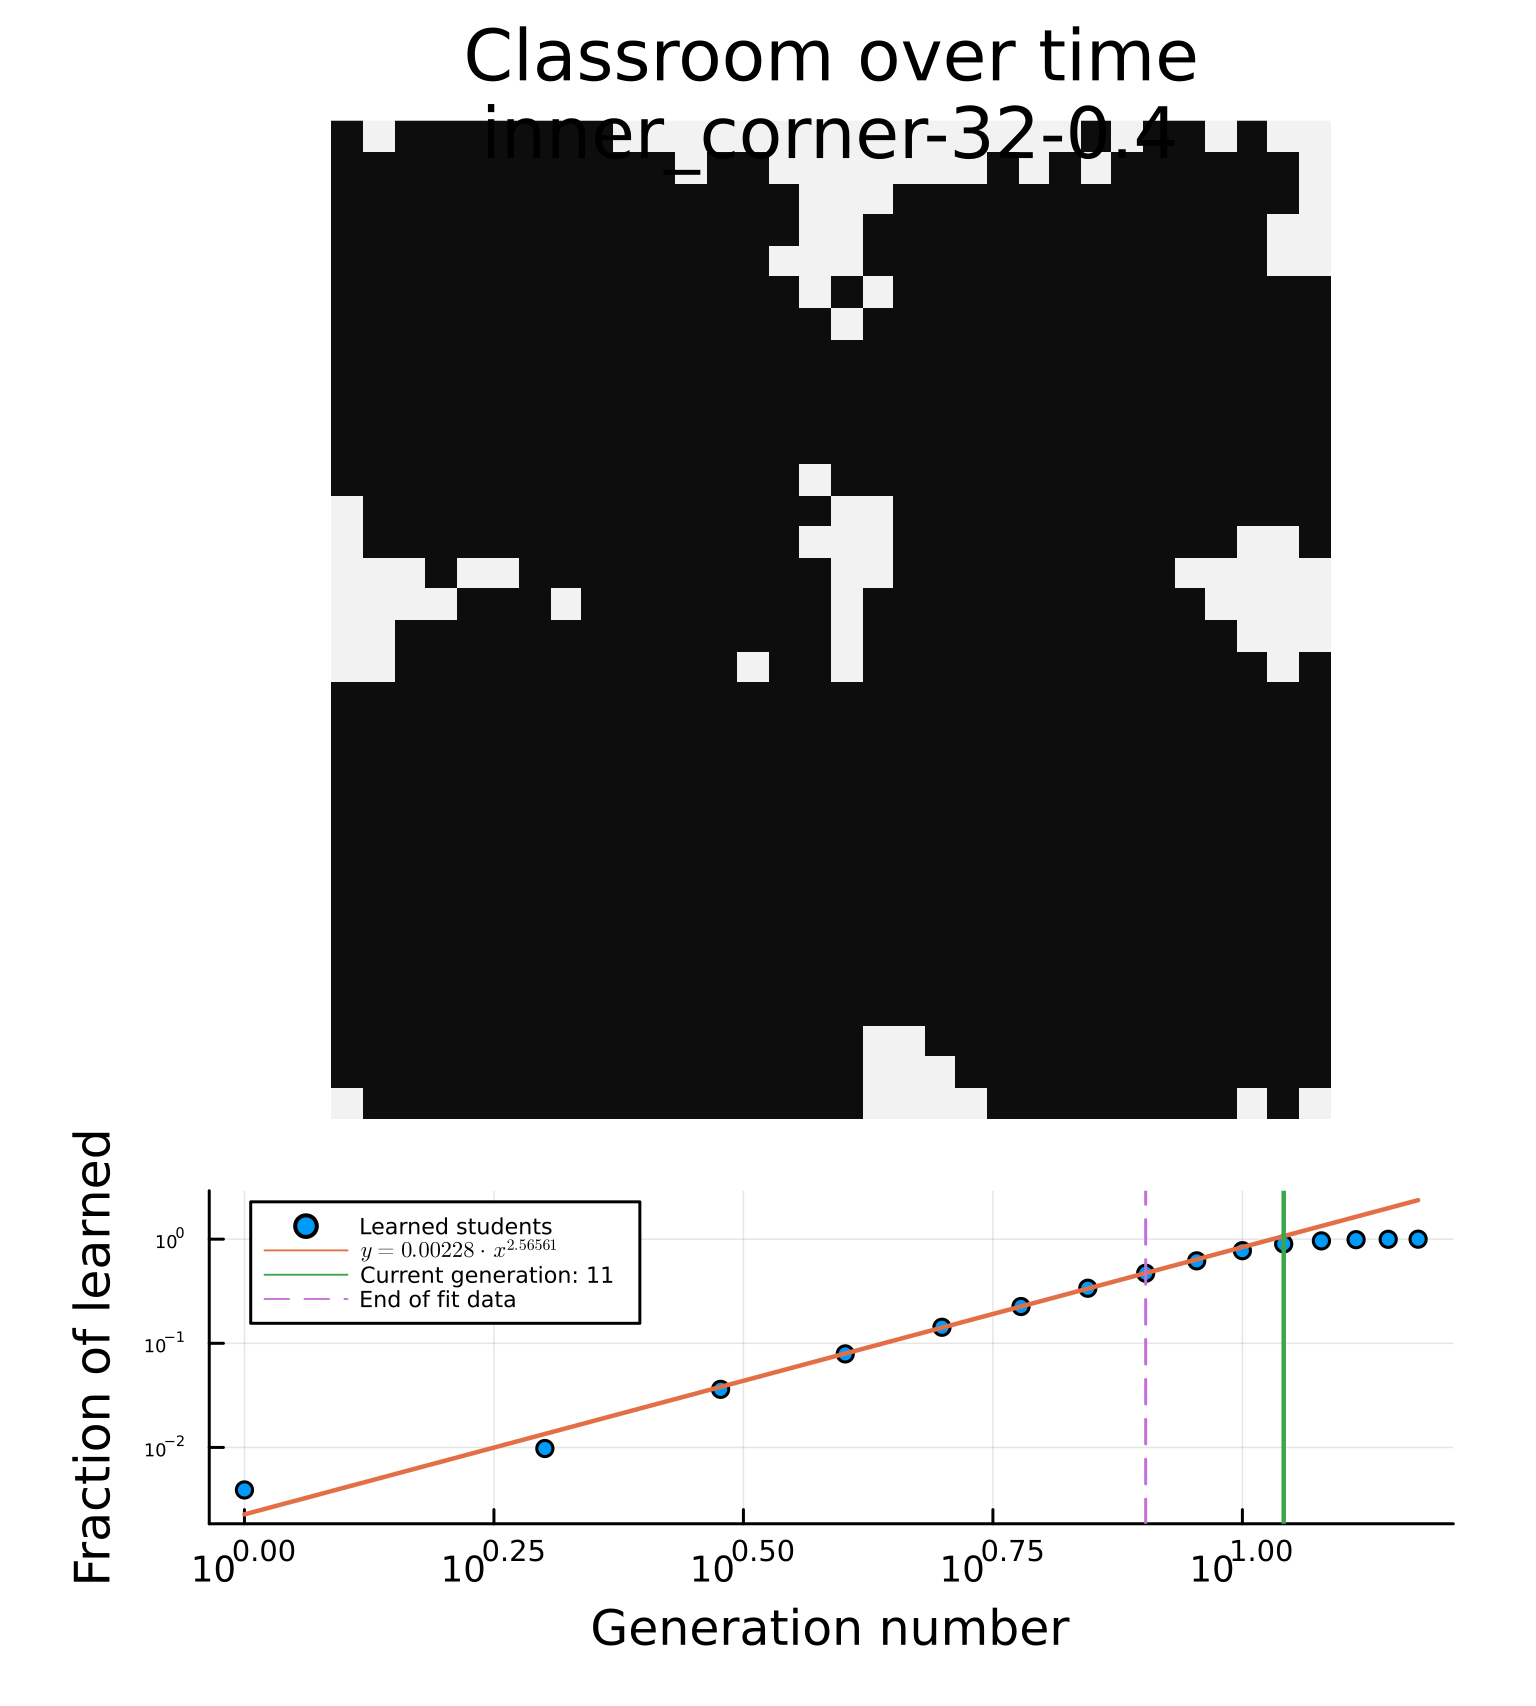 Classroom over time
inner_corner-32-0.4
Fraction of learned
10⁰
10⁻¹
10⁻²
Learned students
y = 0.00228 · x^2.56561
Current generation: 11
End of fit data
10^0.00 10^0.25 10^0.50 10^0.75 10^1.00
Generation number